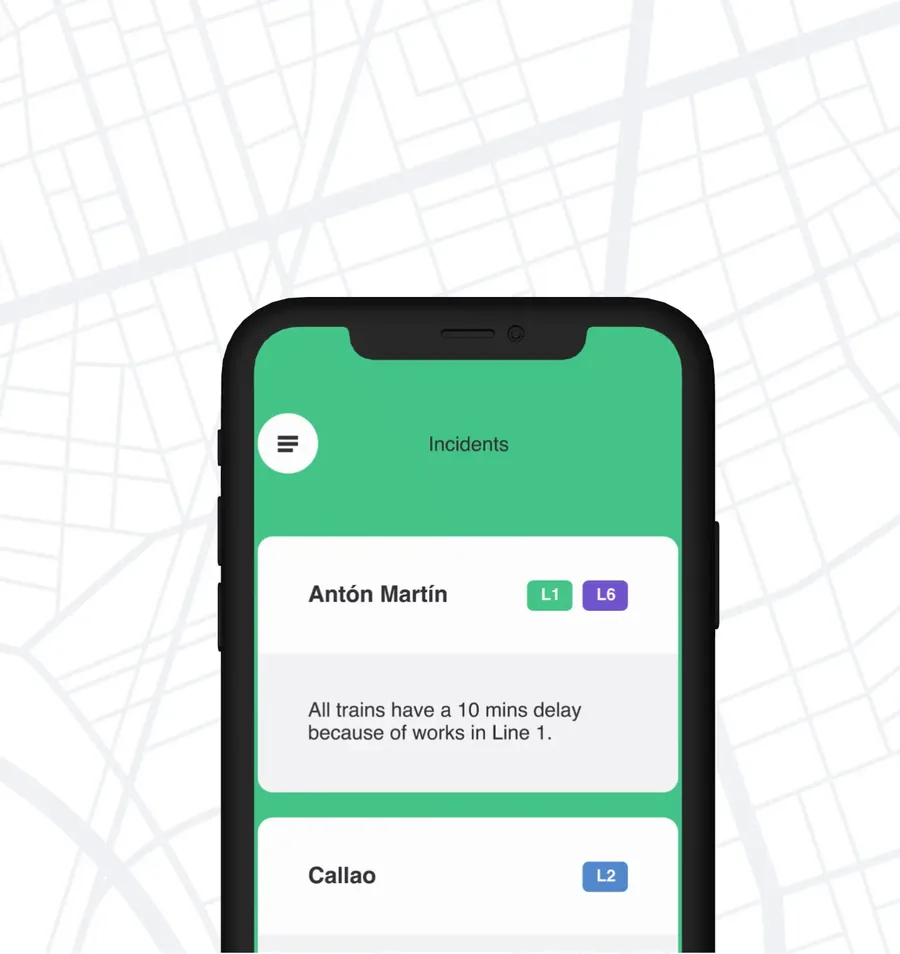 Incidents
Antón Martín L1 L6
All trains have a 10 mins delay
because of works in Line 1.
Callao L2